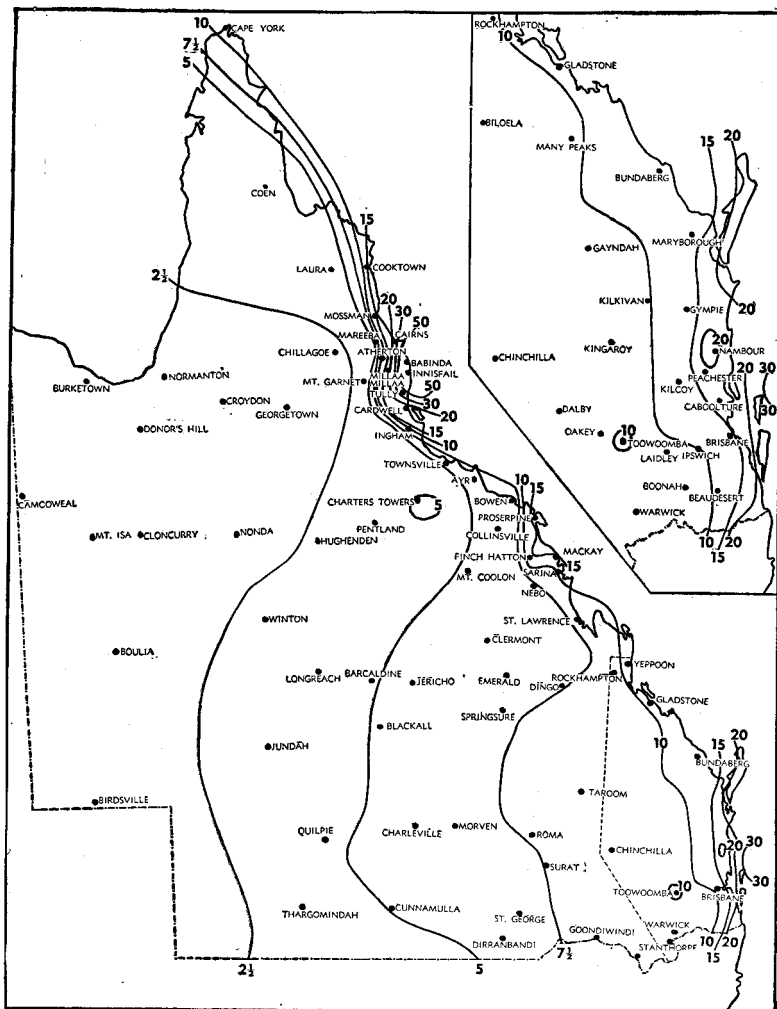 10
CAPE YORK
7½
5
COEN
15
LAURA
COOKTOWN
2½
MOSSMAN
20
30
50
MAREEBA
CAIRNS
CHILLAGOE
ATHERTON
BABINDA
INNISFAIL
MT. GARNET
MILLAA
MILLAA
TULLY
50
BURKETOWN
NORMANTON
CROYDON
GEORGETOWN
CARDWELL
30
20
DONOR'S HILL
INGHAM
15
10
TOWNSVILLE
AYR
CAMOOWEAL
CHARTERS TOWERS
5
BOWEN
10
15
PROSERPINE
MT. ISA
CLONCURRY
NONDA
PENTLAND
HUGHENDEN
COLLINSVILLE
FINCH HATTON
MACKAY
MT. COOLON
SARINA
15
NEBO
WINTON
ST. LAWRENCE
BOULIA
CLERMONT
LONGREACH
BARCALDINE
JERICHO
EMERALD
DINGO
ROCKHAMPTON
YEPPOON
GLADSTONE
SPRINGSURE
BLACKALL
JUNDAH
10
15
20
BUNDABERG
BIRDSVILLE
TAROOM
QUILPIE
CHARLEVILLE
MORVEN
ROMA
CHINCHILLA
20
30
SURAT
TOOWOOMBA
10
30
BRISBANE
THARGOMINDAH
CUNNAMULLA
ST. GEORGE
DIRRANBANDI
GOONDIWINDI
WARWICK
STANTHORPE
10
15
20
2½
5
7½
ROCKHAMPTON
10
GLADSTONE
BILOELA
MANY PEAKS
15
20
BUNDABERG
GAYNDAH
MARYBOROUGH
KILKIVAN
GYMPIE
20
CHINCHILLA
KINGAROY
20
NAMBOUR
PEACHESTER
20
30
KILCOY
CABOOLTURE
DALBY
30
OAKEY
10
TOOWOOMBA
BRISBANE
LAIDLEY
IPSWICH
BOONAH
BEAUDESERT
WARWICK
10
15
20